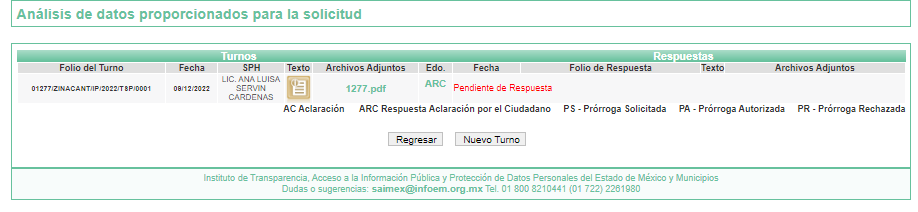 Análisis de datos proporcionados para la solicitud
Turnos Respuestas
Folio del Turno Fecha SPH Texto Archivos Adjuntos Edo. Fecha Folio de Respuesta Texto Archivos Adjuntos
01277/ZINACANT/IP/2022/TSP/0001 09/12/2022 LIC. ANA LUISA SERVIN CARDENAS 1277.pdf ARC Pendiente de Respuesta
AC Aclaración ARC Respuesta Aclaración por el Ciudadano PS - Prórroga Solicitada PA - Prórroga Autorizada PR - Prórroga Rechazada
Regresar Nuevo Turno
Instituto de Transparencia, Acceso a la Información Pública y Protección de Datos Personales del Estado de México y Municipios
Dudas o sugerencias: saimex@infoem.org.mx Tel. 01 800 8210441 (01 722) 2261980